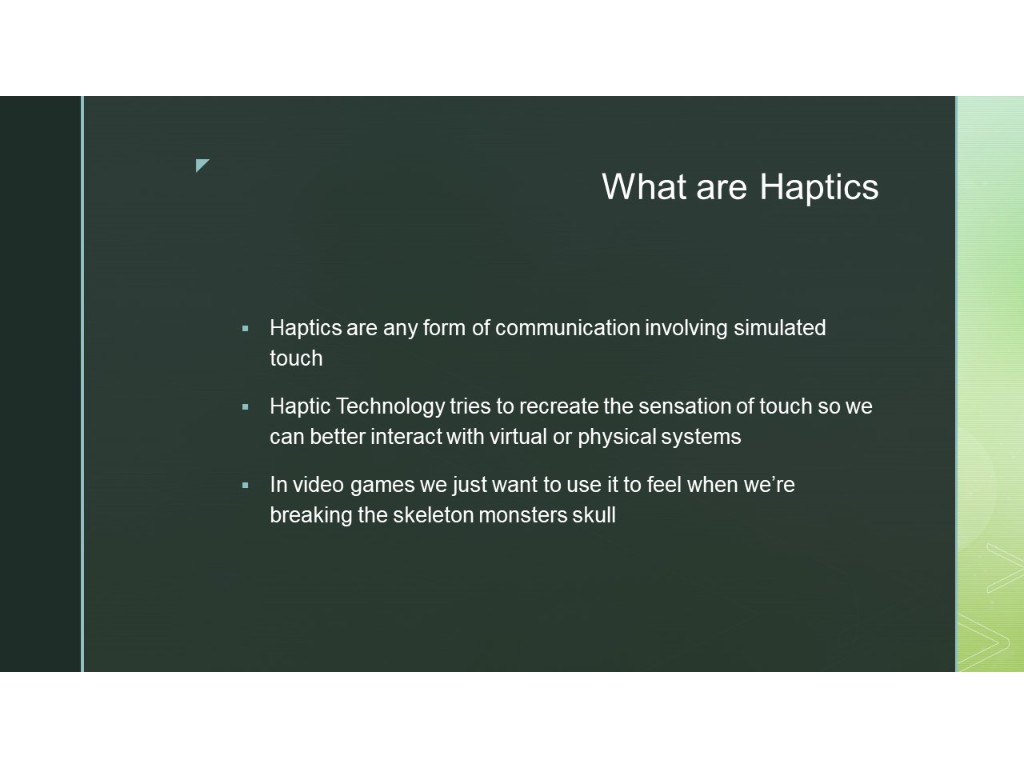 What are Haptics
Haptics are any form of communication involving simulated
touch
Haptic Technology tries to recreate the sensation of touch so we
can better interact with virtual or physical systems
In video games we just want to use it to feel when we’re
breaking the skeleton monsters skull